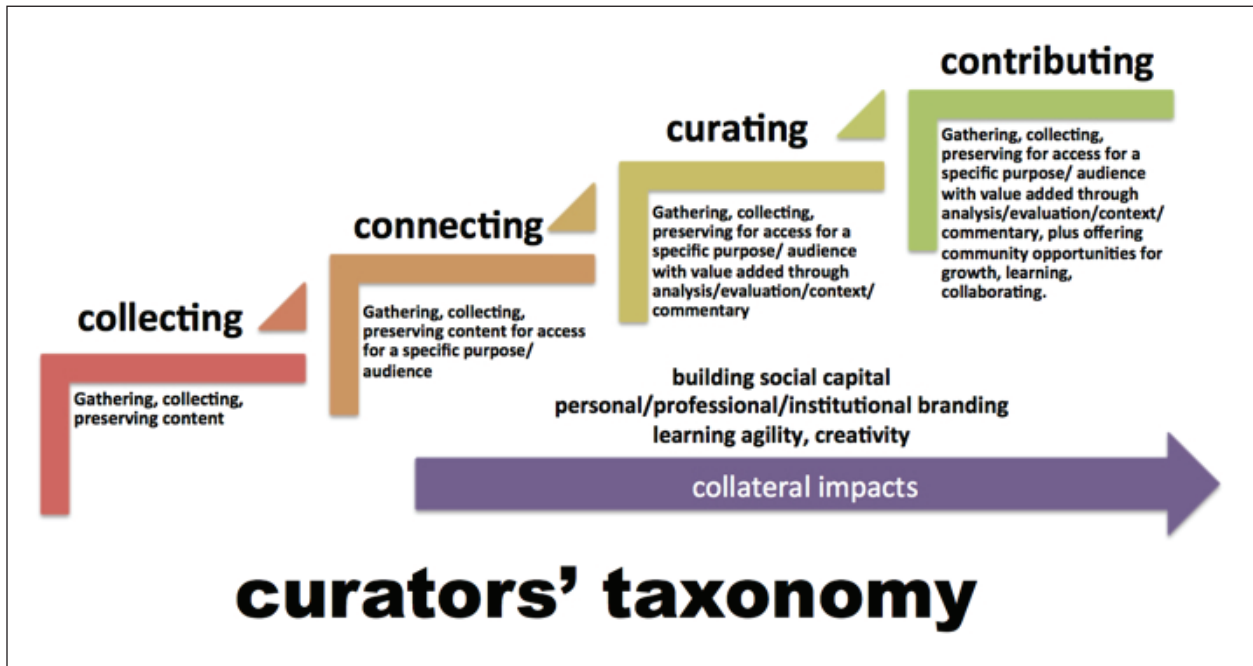 collecting
Gathering, collecting,
preserving content
connecting
Gathering, collecting,
preserving content for access
for a specific purpose/
audience
curating
Gathering, collecting,
preserving for access for a
specific purpose/ audience
with value added through
analysis/evaluation/context/
commentary
contributing
Gathering, collecting,
preserving for access for a
specific purpose/ audience
with value added through
analysis/evaluation/context/
commentary, plus offering
community opportunities for
growth, learning,
collaborating.
building social capital
personal/professional/institutional branding
learning agility, creativity
collateral impacts
curators’ taxonomy